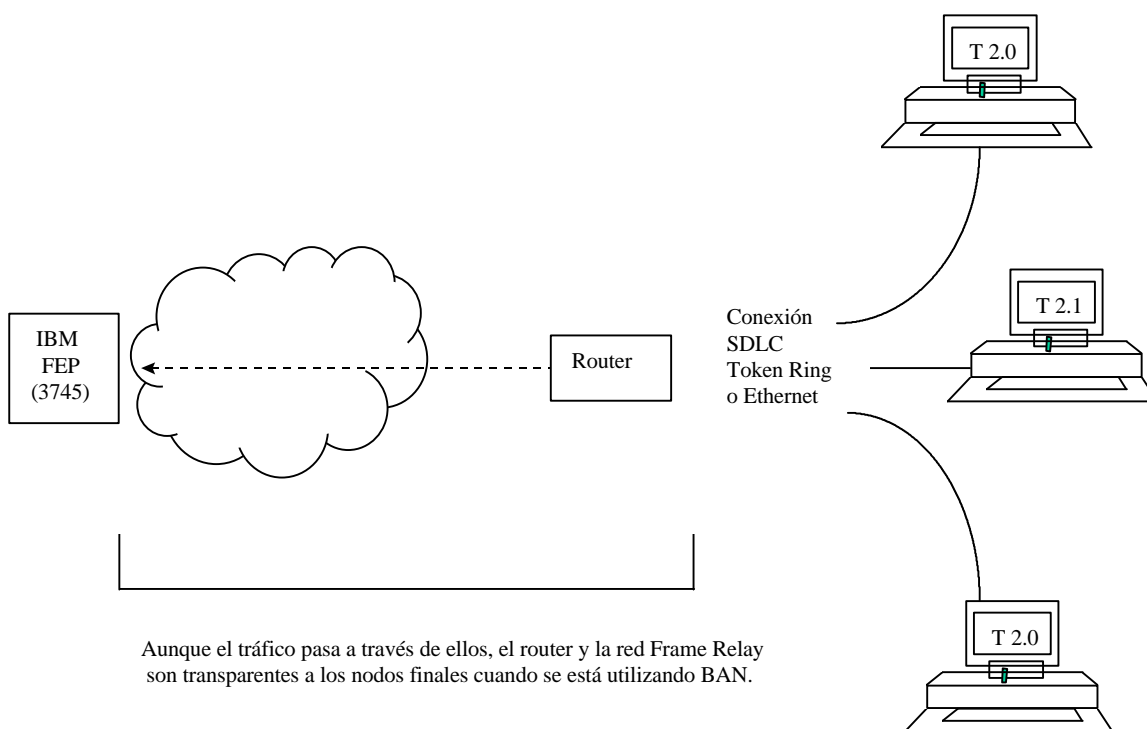 T 2.0
T 2.1
IBM
FEP
(3745)
Router
Conexión
SDLC
Token Ring
o Ethernet
T 2.0
Aunque el tráfico pasa a través de ellos, el router y la red Frame Relay
son transparentes a los nodos finales cuando se está utilizando BAN.